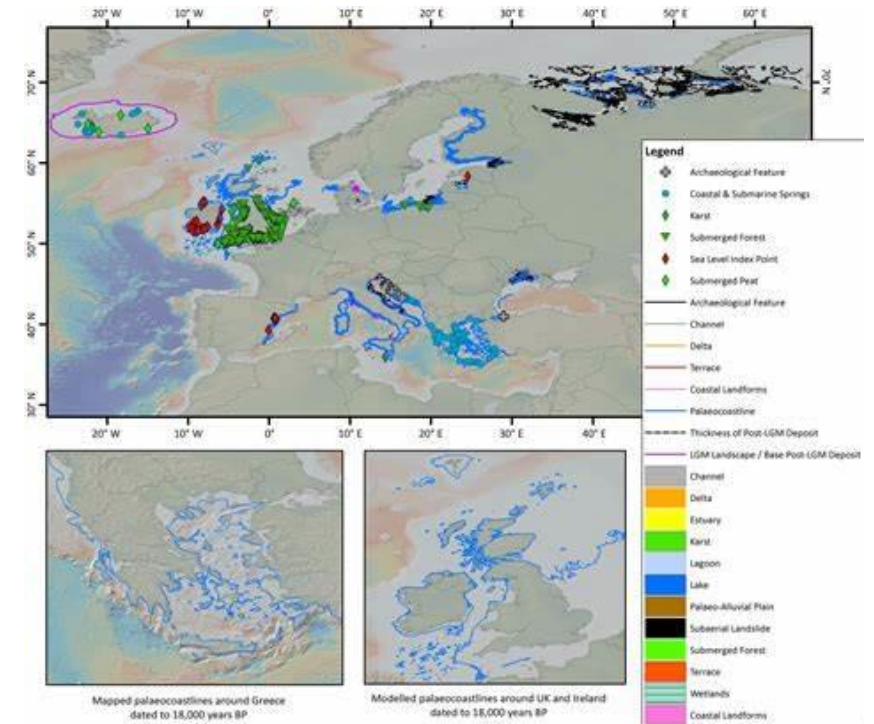 20° W 10° W 0° 10° E 20° E 30° E
70° N
60° N
50° N
40° N
30° N
70° N
20° W 10° W 0° 10° E 20° E 30° E 40° E
Legend
Archaeological Feature
Coastal & Submarine Springs
Karst
Submerged Forest
Sea Level Index Point
Submerged Peat
Archaeological Feature
Channel
Delta
Terrace
Coastal Landforms
Palaeocoastline
Thickness of Post-LGM Deposit
LGM Landscape / Base Post-LGM Deposit
Channel
Delta
Estuary
Karst
Lagoon
Lake
Palaeo-Alluvial Plain
Subaerial Landslide
Submerged Forest
Terrace
Wetlands
Coastal Landforms
Mapped palaeocoastlines around Greece
dated to 18,000 years BP
Modelled palaeocoastlines around UK and Ireland
dated to 18,000 years BP